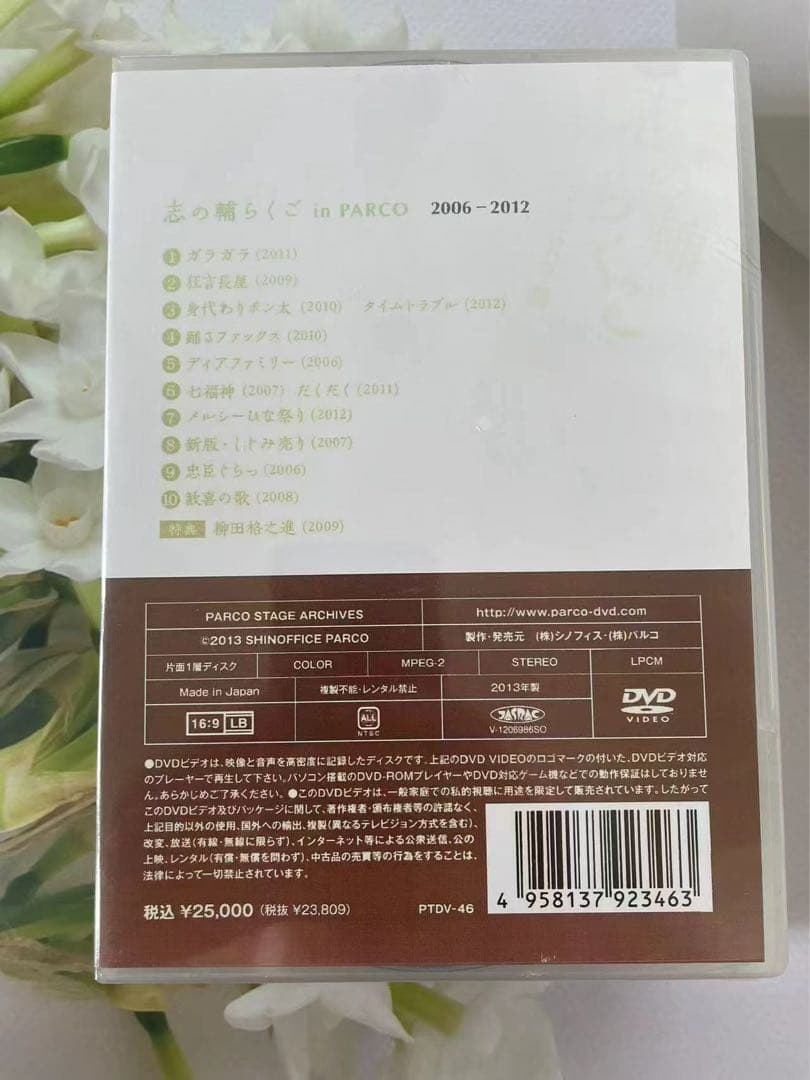 志の輔らくご in PARCO 2006－2012
1 ガラガラ (2011)
2 狂言長屋 (2009)
3 身代わりポン太 (2010) タイムトラブル (2012)
4 踊るファックス (2010)
5 ディアファミリー (2006)
6 七福神 (2007) だくだく (2011)
7 メルシーひな祭り (2012)
8 新版・しじみ売り (2007)
9 忠臣ぐらっ (2006)
10 歓喜の歌 (2008)
特典 柳田格之進 (2009)
PARCO STAGE ARCHIVES http://www.parco-dvd.com
©2013 SHINOFFICE PARCO 製作・発売元 (株)シノフィス・(株)パルコ
片面1層ディスク COLOR MPEG-2 STEREO LPCM
Made in Japan 複製不能・レンタル禁止 2013年製 DVD VIDEO
16:9 LB ALL NTSC JASRAC V-1206986SO
●DVDビデオは、映像と音声を高密度に記録したディスクです。上記のDVD VIDEOのロゴマークの付いた、DVDビデオ対応
のプレーヤーで再生して下さい。パソコン搭載のDVD-ROMプレイヤーやDVD対応ゲーム機などでの動作保証はしておりませ
ん。あらかじめご了承ください。●このDVDビデオは、一般家庭での私的視聴に用途を限定して販売されています。したがって
このDVDビデオ及びパッケージに関して、著作権者・頒布権者等の許諾なく、
上記目的以外の使用、国外への輸出、複製(異なるテレビジョン方式を含む)、
改変、放送(有線・無線に限らず)、インターネット等による公衆送信、公の
上映、レンタル(有償・無償を問わず)、中古品の売買等の行為をすることは、
法律によって一切禁止されています。
税込 ¥25,000 (税抜 ¥23,809) PTDV-46
4 958137 923463